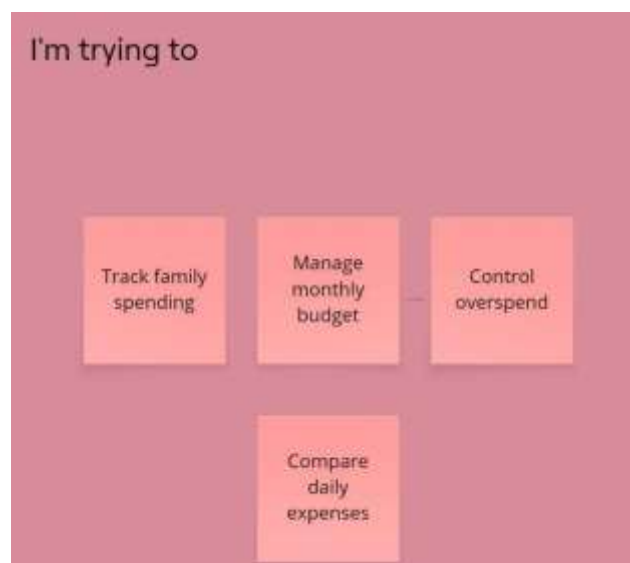 I'm trying to
Track family
spending
Manage
monthly
budget
Control
overspend
Compare
daily
expenses